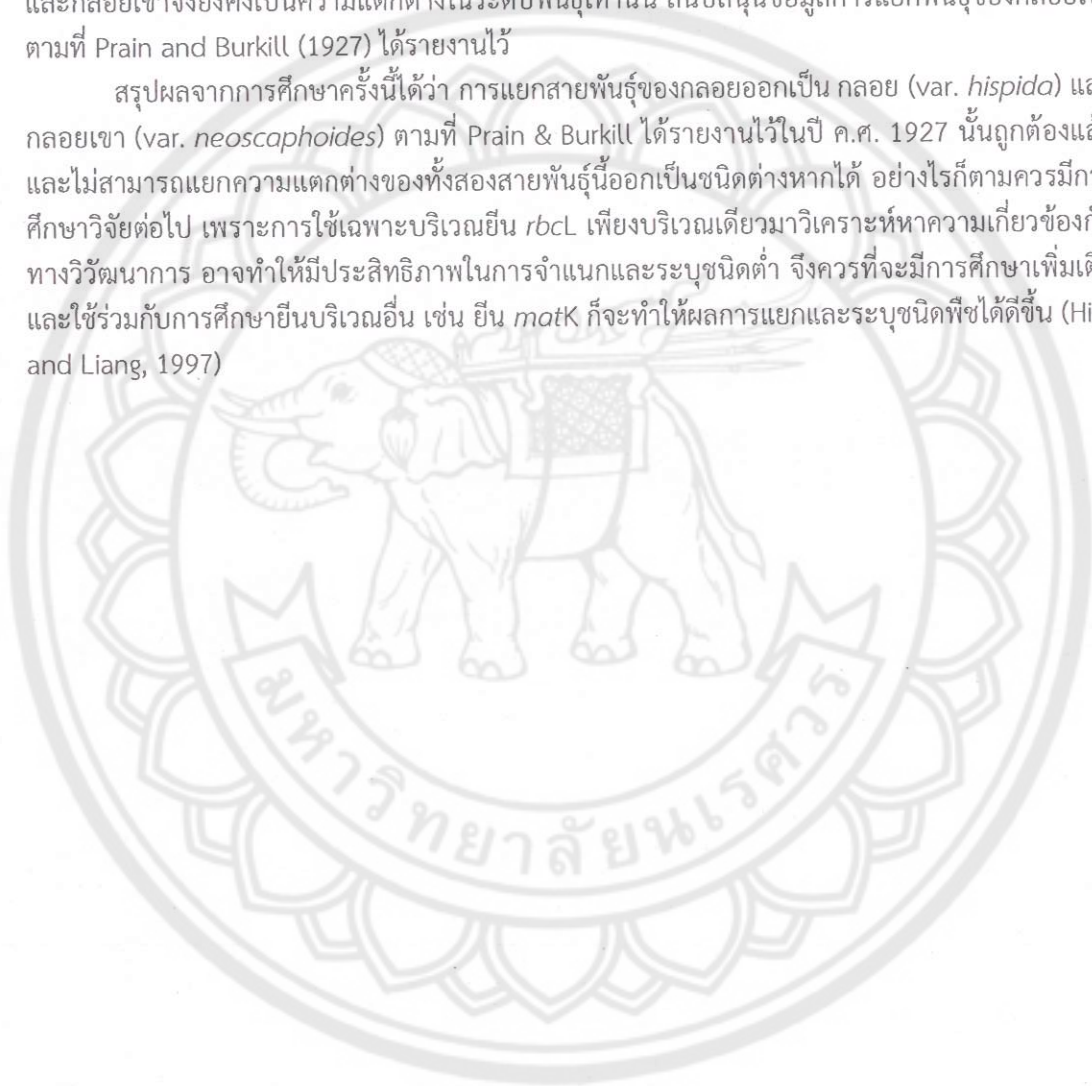 ตามที่ Prain and Burkill (1927) ได้รายงานไว้
สรุปผลจากการศึกษาครั้งนี้ได้ว่า การแยกสายพันธุ์ของกลอยออกเป็น กลอย (var. hispida)
กลอยเขา (var. neoscaphoides) ตามที่ Prain & Burkill ได้รายงานไว้ในปี ค.ศ. 1927 นั้นถูกต้อง
และไม่สามารถแยกความแตกต่างของทั้งสองสายพันธุ์นี้ออกเป็นชนิดต่างหากได้ อย่างไรก็ตามควรมี
ศึกษาวิจัยต่อไป เพราะการใช้เฉพาะบริเวณยีน rbcL เพียงบริเวณเดียวมาวิเคราะห์หาความเกี่ยวข้อง
ทางวิวัฒนาการ อาจทำให้มีประสิทธิภาพในการจำแนกและระบุชนิดต่ำ จึงควรที่จะมีการศึกษา
และใช้ร่วมกับการศึกษายีนบริเวณอื่น เช่น ยีน matK ก็จะทำให้ผลการแยกและระบุชนิดพืชได้ดีขึ้น
and Liang, 1997)
มหาวิทยาลัยนเรศวร